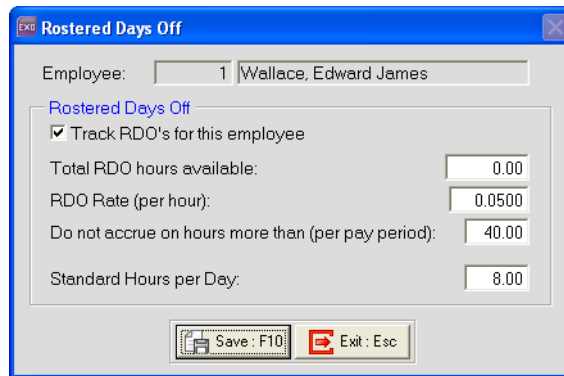 EXO Rostered Days Off
Employee: 1 Wallace, Edward James
Rostered Days Off
Track RDO's for this employee
Total RDO hours available: 0.00
RDO Rate (per hour): 0.0500
Do not accrue on hours more than (per pay period): 40.00
Standard Hours per Day: 8.00
Save : F10 Exit : Esc